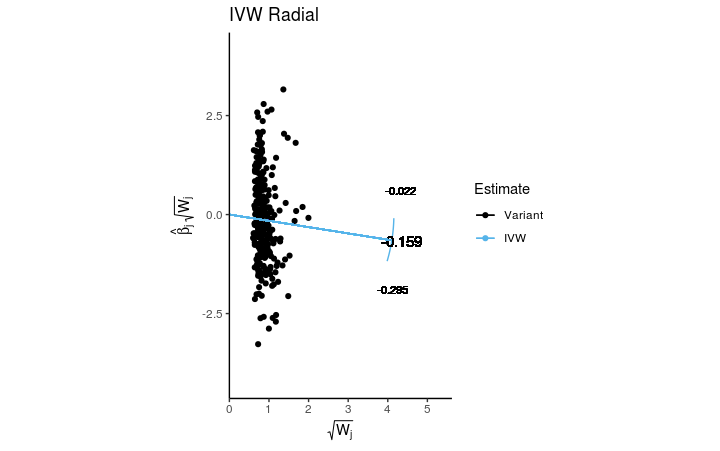 IVW Radial
β̂ⱼ√Wⱼ
2.5
0.0
-2.5
-0.022
-0.159
-0.295
0 1 2 3 4 5
√Wⱼ
Estimate
Variant
IVW